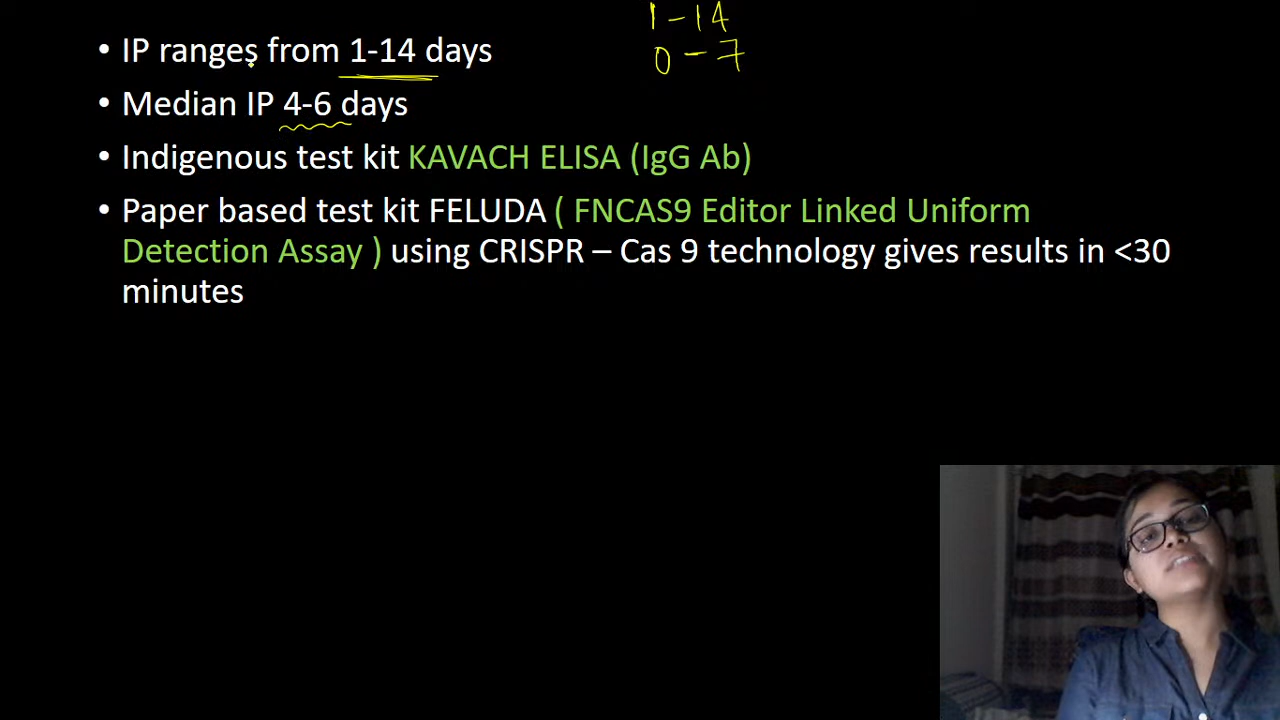 1-14
• IP ranges from 1-14 days
0-7
• Median IP 4-6 days
• Indigenous test kit KAVACH ELISA (IgG Ab)
• Paper based test kit FELUDA ( FNCAS9 Editor Linked Uniform
Detection Assay ) using CRISPR – Cas 9 technology gives results in <30
minutes